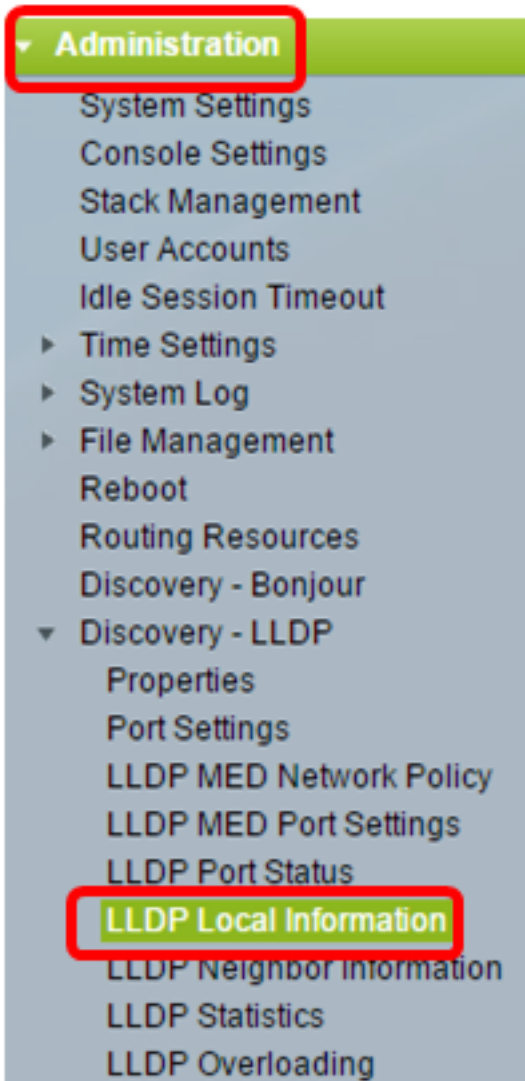 Administration
System Settings
Console Settings
Stack Management
User Accounts
Idle Session Timeout
Time Settings
System Log
File Management
Reboot
Routing Resources
Discovery - Bonjour
Discovery - LLDP
Properties
Port Settings
LLDP MED Network Policy
LLDP MED Port Settings
LLDP Port Status
LLDP Local Information
LLDP Neighbor Information
LLDP Statistics
LLDP Overloading